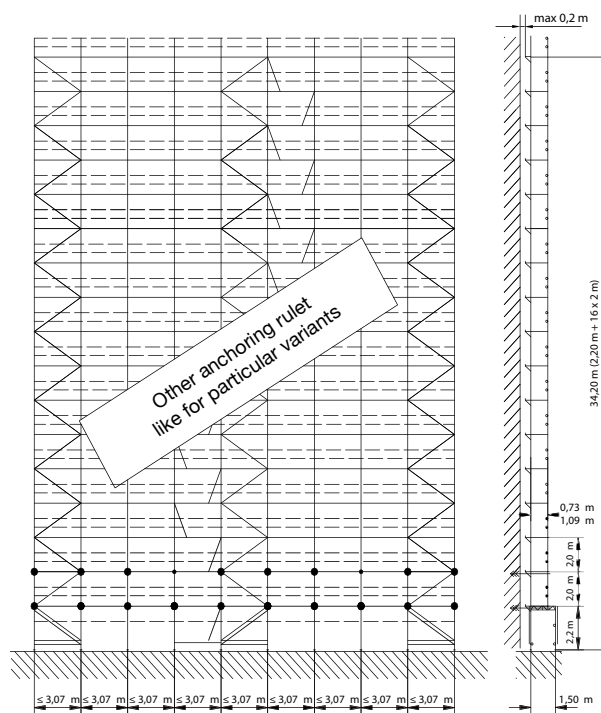 max 0,2 m
Other anchoring rulet
like for particular variants
34,20 m (2,20 m + 16 x 2 m)
0,73 m
1,09 m
2,0 m
2,0 m
2,2 m
≤ 3,07 m ≤ 3,07 m ≤ 3,07 m ≤ 3,07 m ≤ 3,07 m ≤ 3,07 m ≤ 3,07 m ≤ 3,07 m ≤ 3,07 m
1,50 m